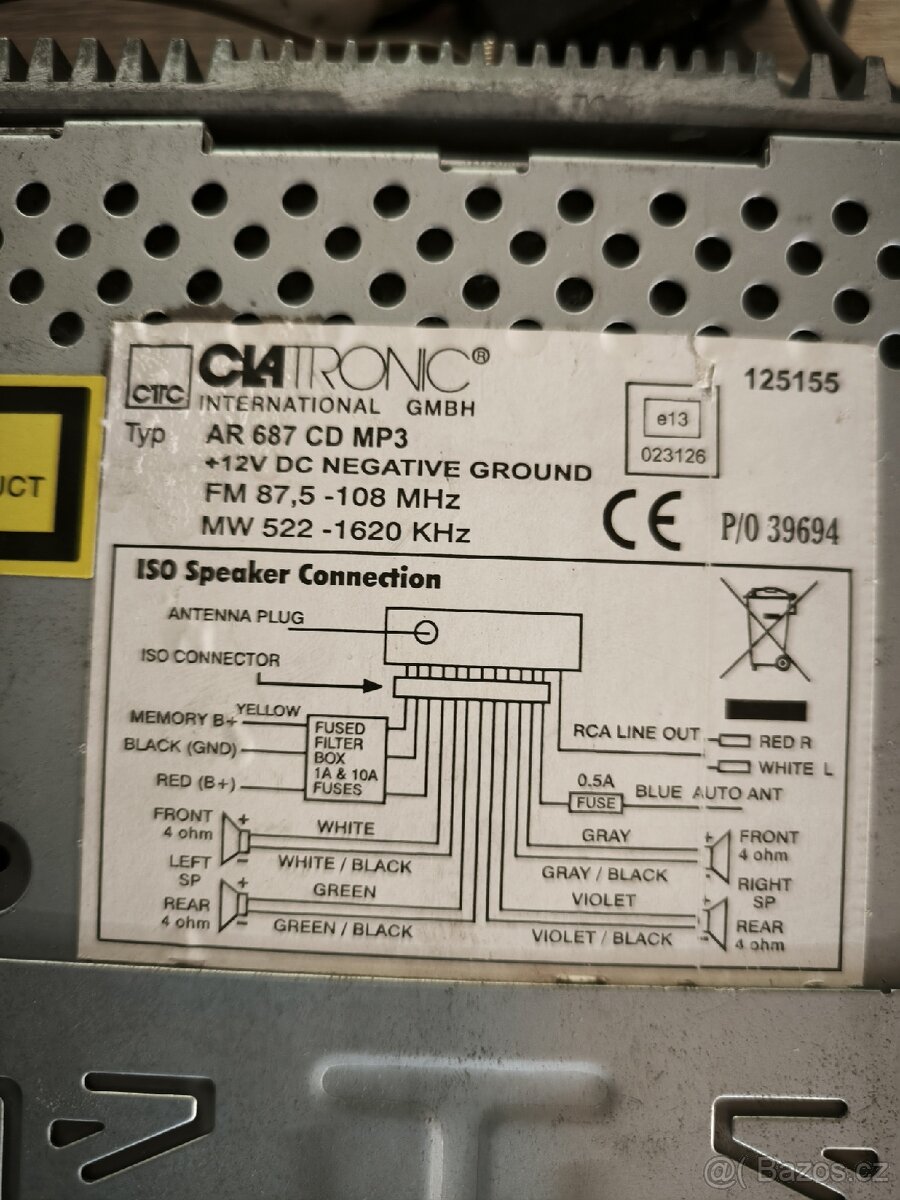 CTC CLATRONIC®
INTERNATIONAL GMBH
125155
Typ AR 687 CD MP3
+12V DC NEGATIVE GROUND
FM 87,5 -108 MHz
MW 522 -1620 KHz
e13
023126
CE P/O 39694
UCT
ISO Speaker Connection
ANTENNA PLUG
ISO CONNECTOR
MEMORY B+ YELLOW
BLACK (GND)
RED (B+)
FUSED
FILTER
BOX
1A & 10A
FUSES
RCA LINE OUT
RED R
WHITE L
0.5A
FUSE
BLUE AUTO ANT
FRONT
4 ohm
+
-
WHITE
WHITE / BLACK
LEFT
SP
REAR
4 ohm
+
-
GREEN
GREEN / BLACK
GRAY
GRAY / BLACK
+
-
FRONT
4 ohm
RIGHT
SP
VIOLET
VIOLET / BLACK
+
-
REAR
4 ohm
@( Bazos.cz